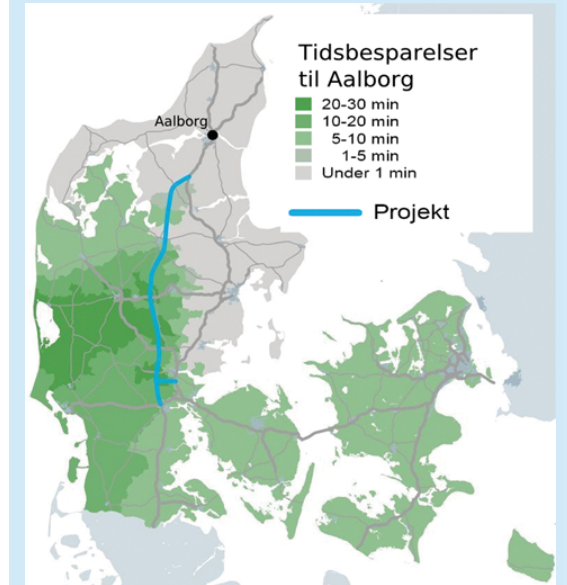 Tidsbesparelser
til Aalborg
20-30 min
10-20 min
5-10 min
1-5 min
Under 1 min
Projekt
Aalborg